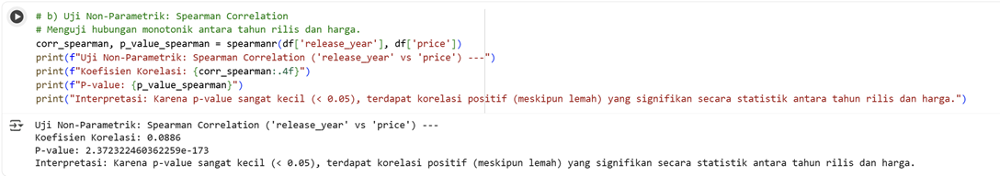 # b) Uji Non-Parametrik: Spearman Correlation
# Menguji hubungan monotonik antara tahun rilis dan harga.
corr_spearman, p_value_spearman = spearmanr(df['release_year'], df['price'])
print(f"Uji Non-Parametrik: Spearman Correlation ('release_year' vs 'price') ---")
print(f"Koefisien Korelasi: {corr_spearman:.4f}")
print(f"P-value: {p_value_spearman}")
print("Interpretasi: Karena p-value sangat kecil (< 0.05), terdapat korelasi positif (meskipun lemah) yang signifikan secara statistik antara tahun rilis dan harga.")
Uji Non-Parametrik: Spearman Correlation ('release_year' vs 'price') ---
Koefisien Korelasi: 0.0886
P-value: 2.372322460362259e-173
Interpretasi: Karena p-value sangat kecil (< 0.05), terdapat korelasi positif (meskipun lemah) yang signifikan secara statistik antara tahun rilis dan harga.